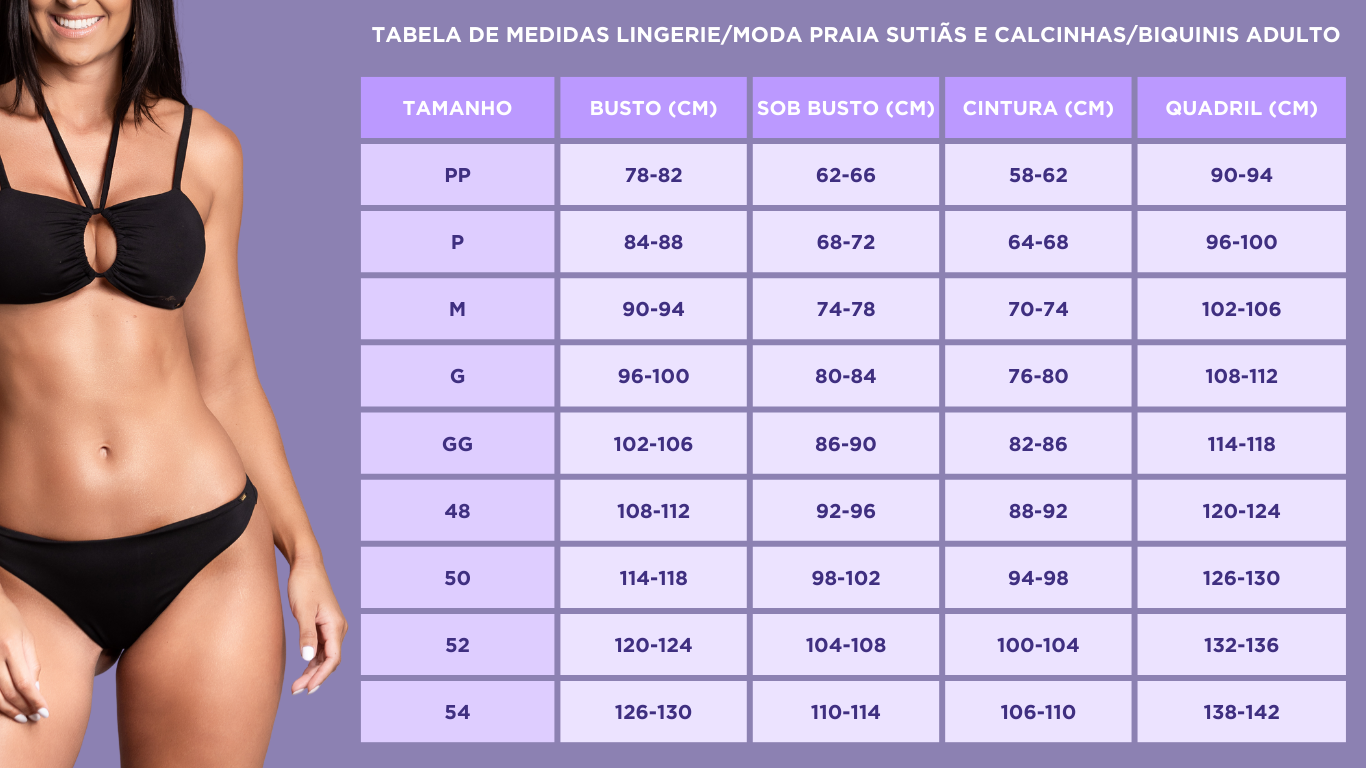 TABELA DE MEDIDAS LINGERIE/MODA PRAIA SUTIÃS E CALCINHAS/BIQUINIS ADULTO
TAMANHO BUSTO (CM) SOB BUSTO (CM) CINTURA (CM) QUADRIL (CM)
PP 78-82 62-66 58-62 90-94
P 84-88 68-72 64-68 96-100
M 90-94 74-78 70-74 102-106
G 96-100 80-84 76-80 108-112
GG 102-106 86-90 82-86 114-118
48 108-112 92-96 88-92 120-124
50 114-118 98-102 94-98 126-130
52 120-124 104-108 100-104 132-136
54 126-130 110-114 106-110 138-142